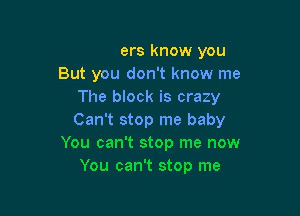 ers know you
But you don't know me
The block is crazy
Can't stop me baby
You can't stop me now
You can't stop me